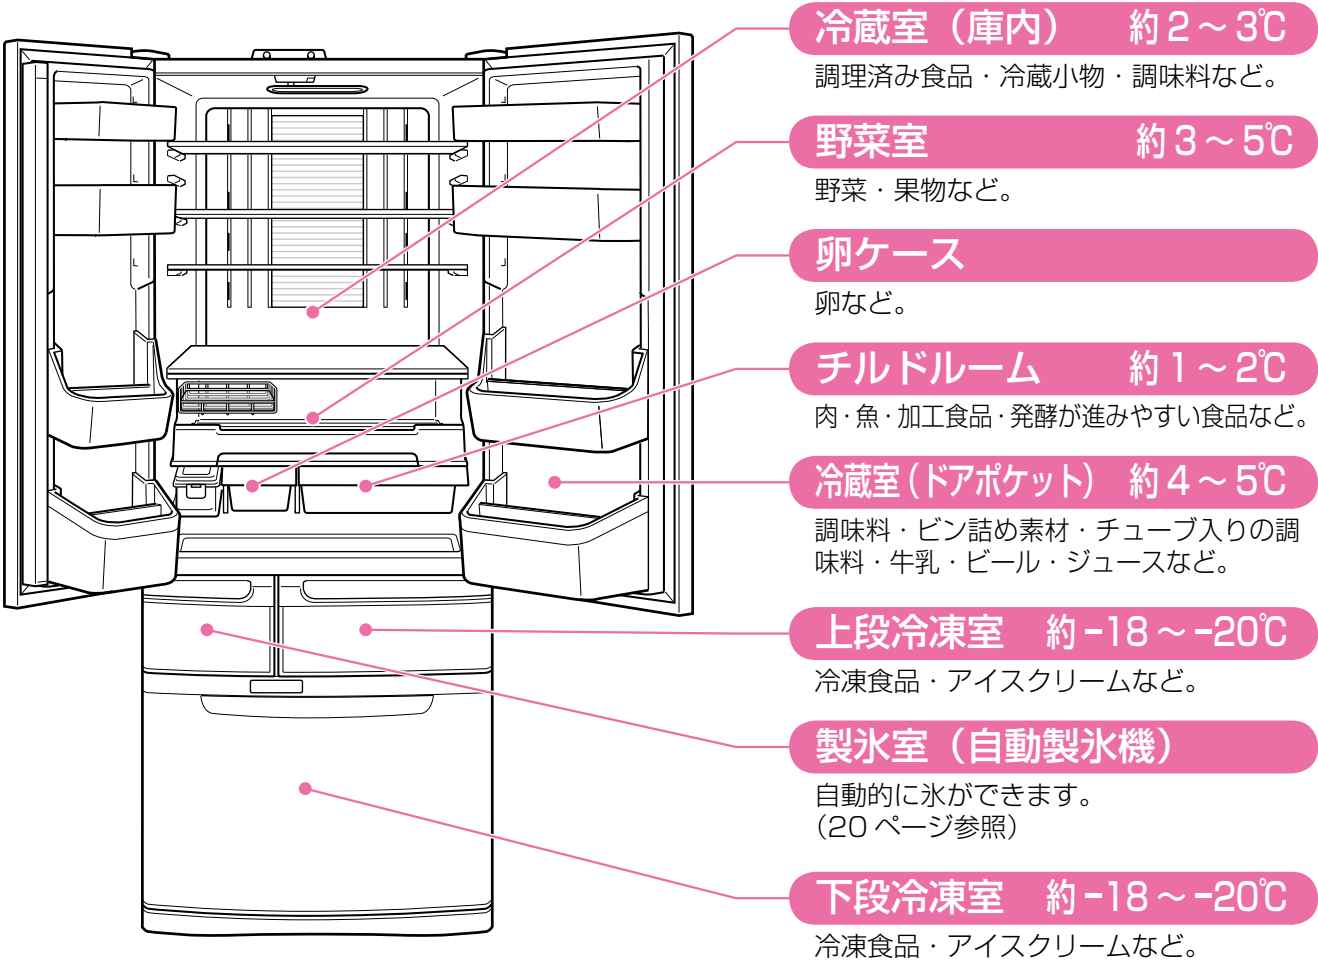 冷蔵室（庫内） 約2～3℃
調理済み食品・冷蔵小物・調味料など。
野菜室 約3～5℃
野菜・果物など。
卵ケース
卵など。
チルドルーム 約1～2℃
肉・魚・加工食品・発酵が進みやすい食品など。
冷蔵室（ドアポケット） 約4～5℃
調味料・ビン詰め素材・チューブ入りの調
味料・牛乳・ビール・ジュースなど。
上段冷凍室 約-18～-20℃
冷凍食品・アイスクリームなど。
製氷室（自動製氷機）
自動的に氷ができます。
（20ページ参照）
下段冷凍室 約-18～-20℃
冷凍食品・アイスクリームなど。